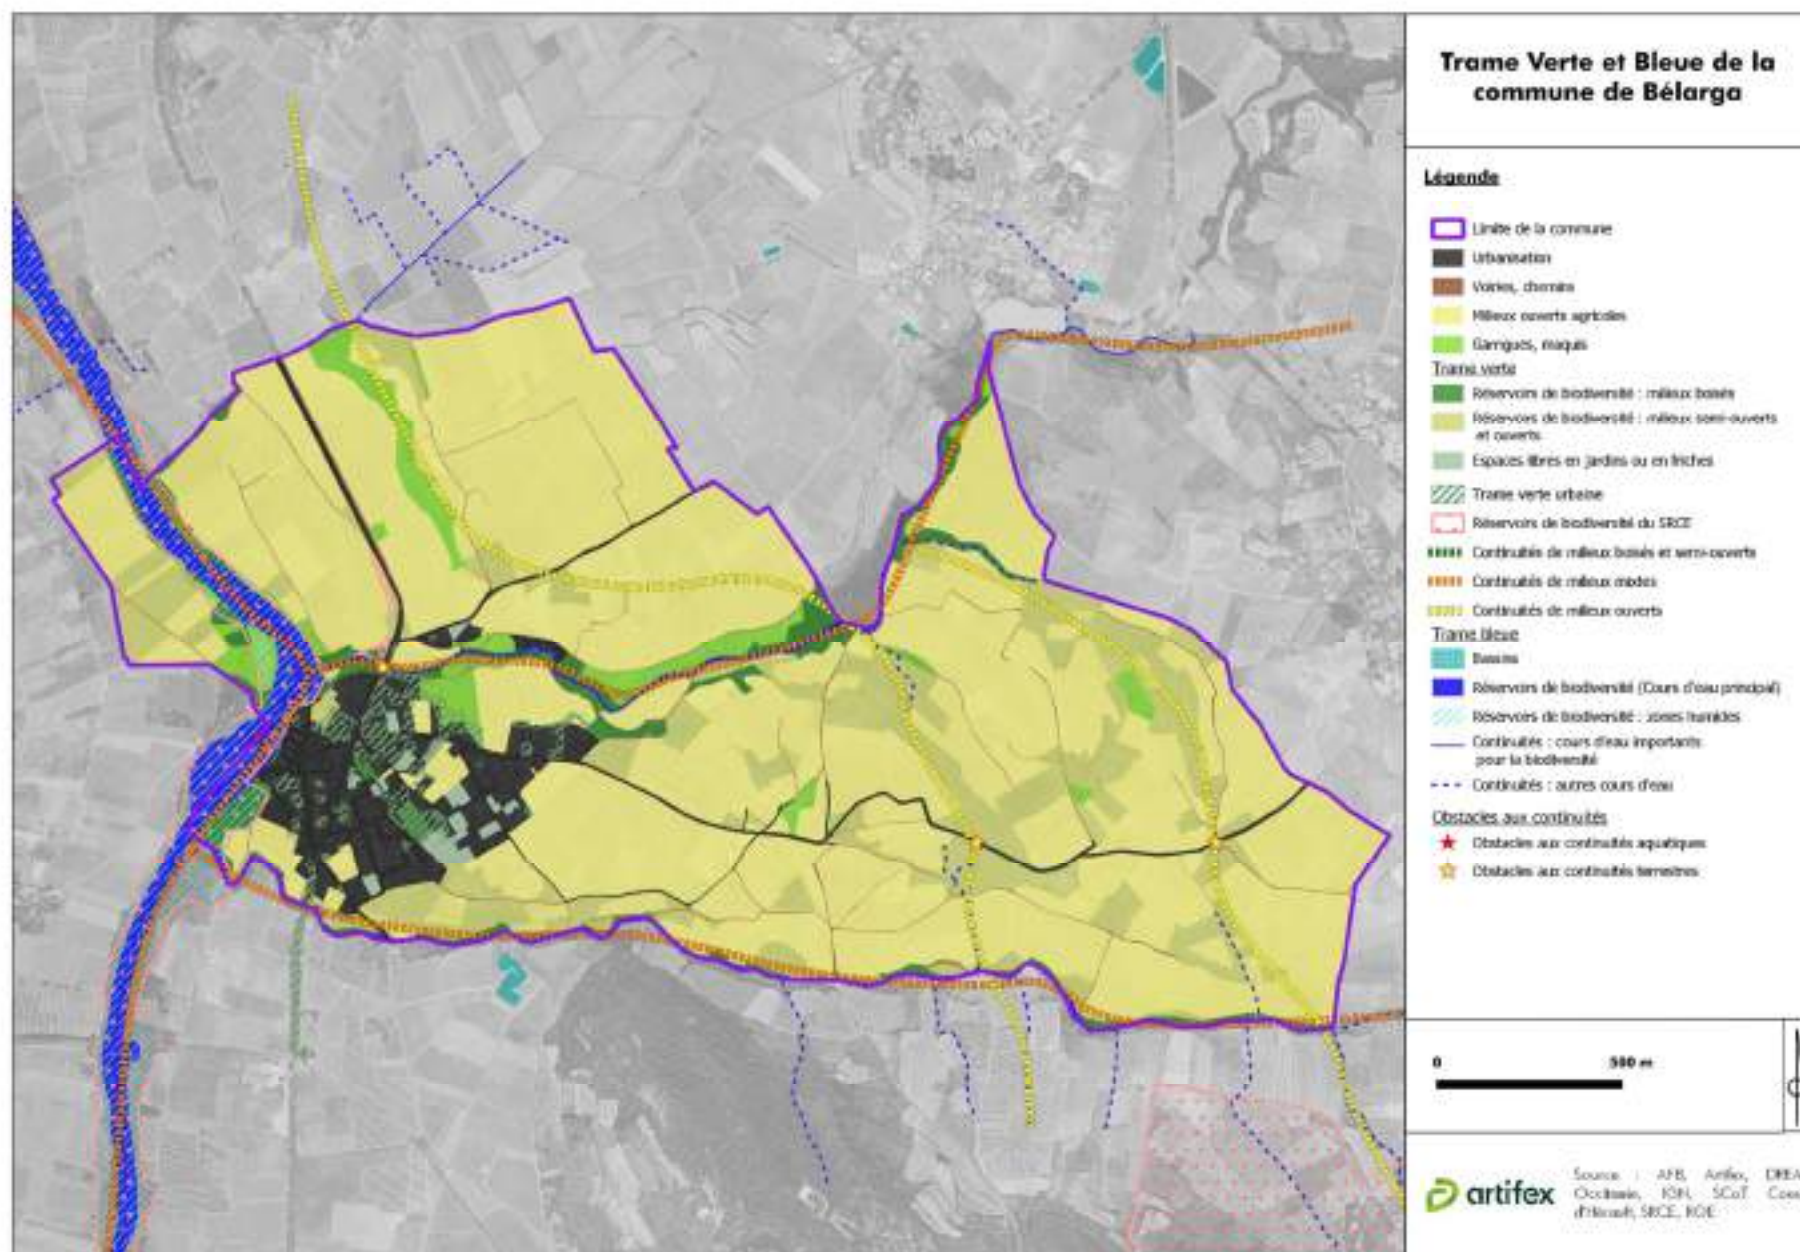 Trame Verte et Bleue de la
commune de Bélarga
Légende
Limite de la commune
Urbanisation
Voiries, chemins
Milieux ouverts agricoles
Garrigues, maquis
Trame verte
Réservoirs de biodiversité : milieux boisés
Réservoirs de biodiversité : milieux semi-ouverts
et ouverts
Espaces libres en jardins ou en friches
Trame verte urbaine
Réservoirs de biodiversité du SRCE
Continuités de milieux boisés et semi-ouverts
Continuités de milieux mixtes
Continuités de milieux ouverts
Trame bleue
Bassins
Réservoirs de biodiversité (Cours d'eau principal)
Réservoirs de biodiversité : zones humides
Continuités : cours d'eau importants
pour la biodiversité
Continuités : autres cours d'eau
Obstacles aux continuités
Obstacles aux continuités aquatiques
Obstacles aux continuités terrestres
0 500 m
artifex
Source : AFB, Artifex, DREA
Occitanie, IGN, SCoT Coeu
d'Hérault, SRCE, ROE